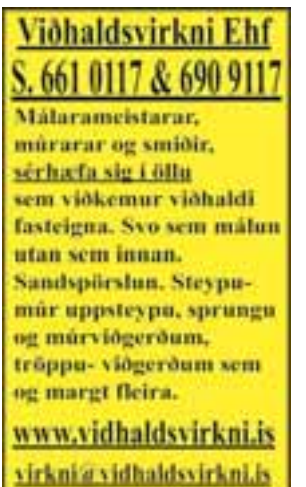 Viðhaldsvirkni Ehf
S. 661 0117 & 690 9117
Málarameistarar,
múrarar og smiðir,
sérhæfa sig í öllu
sem viðkemur viðhaldi
fasteigna. Svo sem málun
utan sem innan.
Sandspörslun. Steypu-
múr uppsteypu, sprungu
og múrviðgerðum,
tröppu- viðgerðum sem
og margt fleira.
www.vidhaldsvirkni.is
virkni@vidhaldsvirkni.is